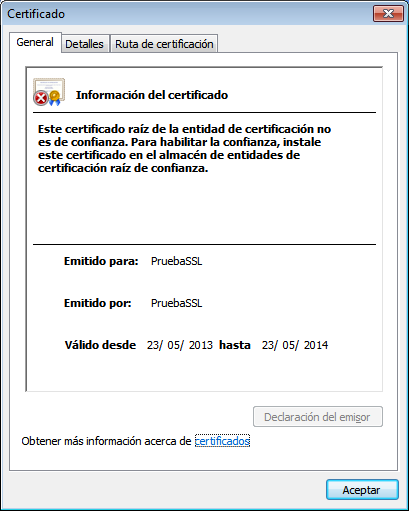 Certificado
General Detalles Ruta de certificación
Información del certificado
Este certificado raíz de la entidad de certificación no
es de confianza. Para habilitar la confianza, instale
este certificado en el almacén de entidades de
certificación raíz de confianza.
Emitido para: PruebaSSL
Emitido por: PruebaSSL
Válido desde 23/ 05/ 2013 hasta 23/ 05/ 2014
Declaración del emisor
Obtener más información acerca de certificados
Aceptar